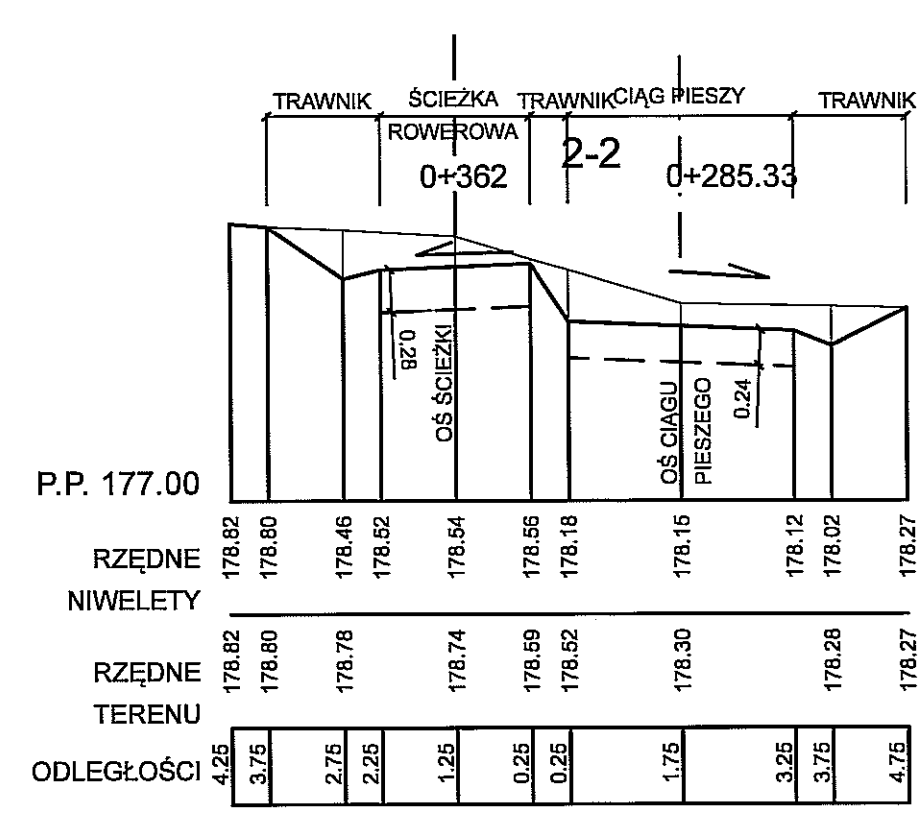 TRAWNIK ŚCIEŻKA TRAWNIK CIĄG PIESZY TRAWNIK
ROWEROWA
2-2
0+362 0+285.33
0.28
OŚ ŚCIEŻKI
OŚ CIĄGU
PIESZEGO
0.24
P.P. 177.00
RZĘDNE
NIWELETY
178.82 178.80 178.46 178.52 178.54 178.56 178.18 178.15 178.12 178.02 178.27
RZĘDNE
TERENU
178.82 178.80 178.78 178.74 178.59 178.52 178.30 178.28 178.27
ODLEGŁOŚCI
4.25 3.75 2.75 2.25 1.25 0.25 0.25 1.75 3.25 3.75 4.75